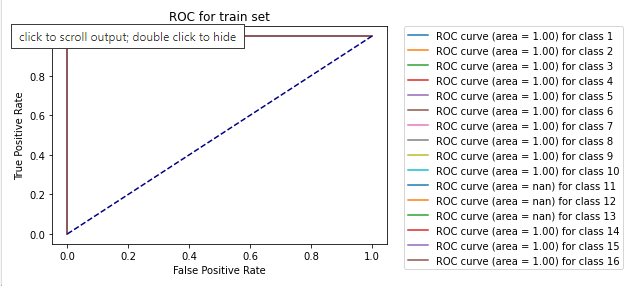 ROC for train set
click to scroll output; double click to hide
0.8
0.6
0.4
0.2
0.0
True Positive Rate
0.0 0.2 0.4 0.6 0.8 1.0
False Positive Rate
ROC curve (area = 1.00) for class 1
ROC curve (area = 1.00) for class 2
ROC curve (area = 1.00) for class 3
ROC curve (area = 1.00) for class 4
ROC curve (area = 1.00) for class 5
ROC curve (area = 1.00) for class 6
ROC curve (area = 1.00) for class 7
ROC curve (area = 1.00) for class 8
ROC curve (area = 1.00) for class 9
ROC curve (area = 1.00) for class 10
ROC curve (area = nan) for class 11
ROC curve (area = nan) for class 12
ROC curve (area = nan) for class 13
ROC curve (area = 1.00) for class 14
ROC curve (area = 1.00) for class 15
ROC curve (area = 1.00) for class 16